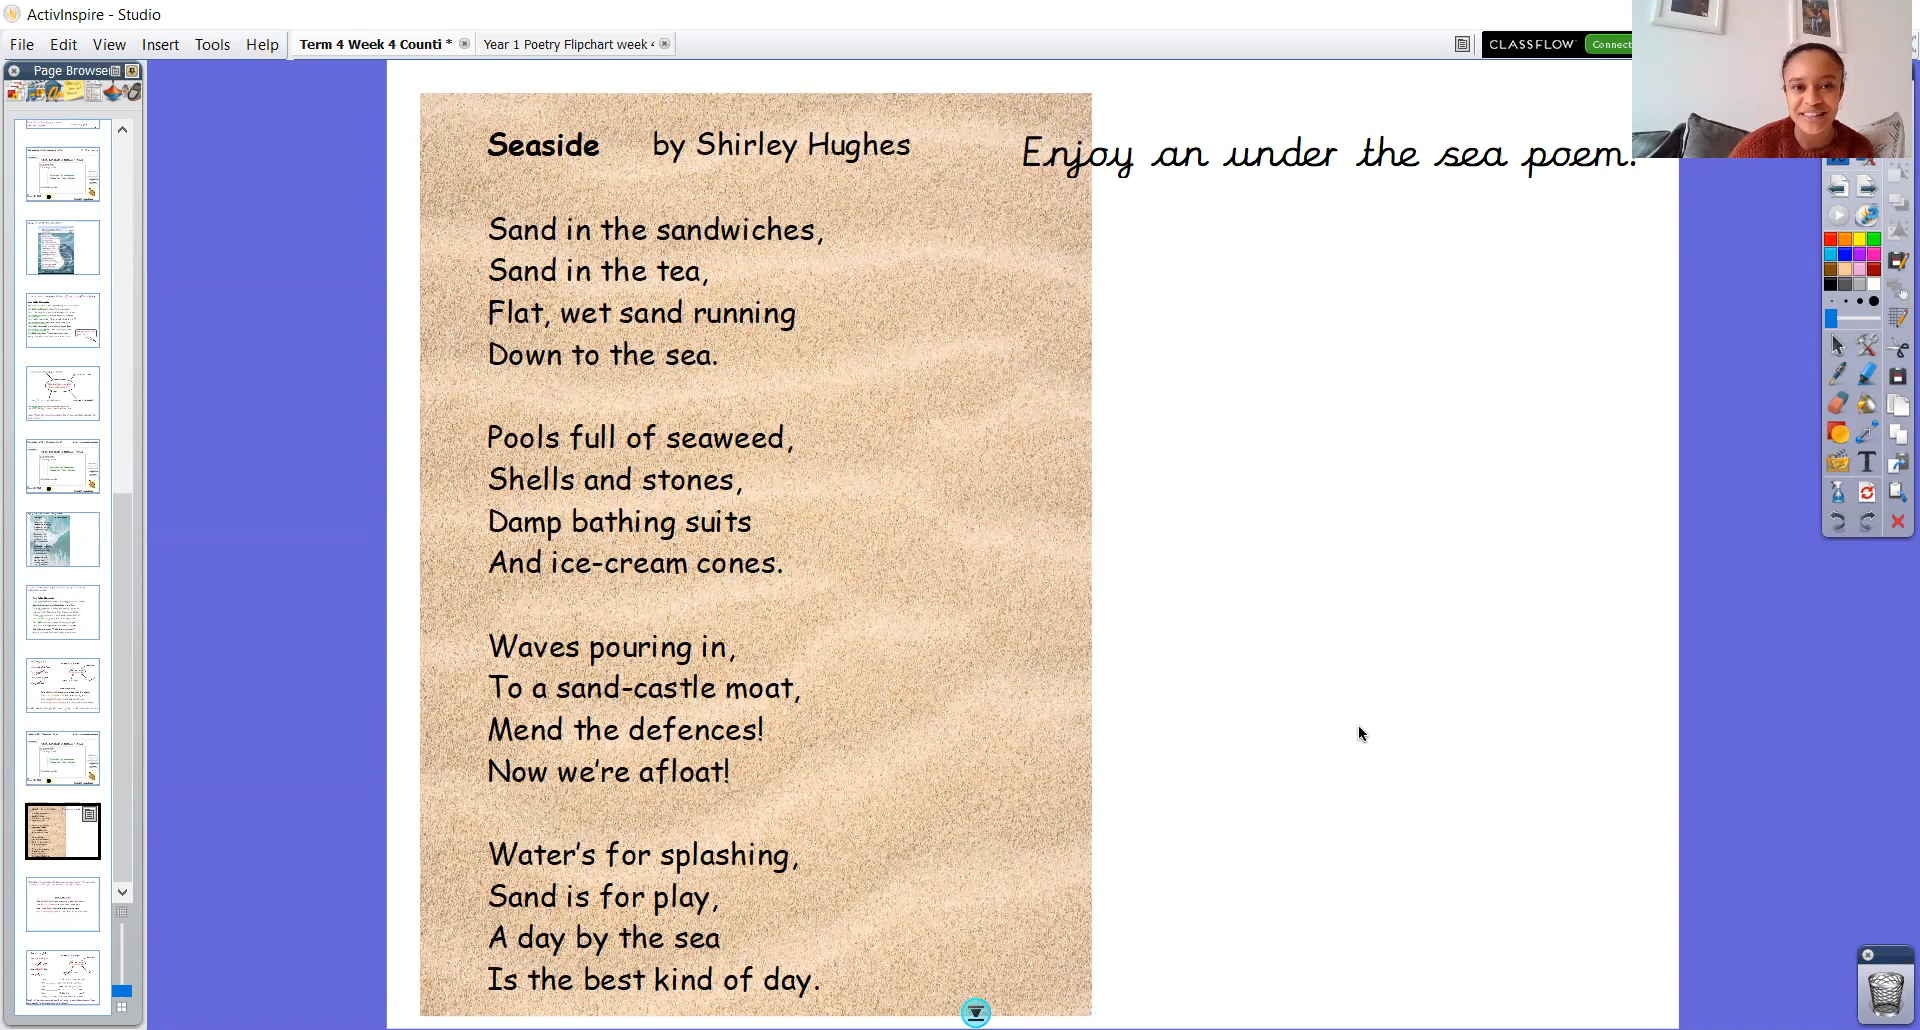 ActivInspire - Studio
File Edit View Insert Tools Help
Term 4 Week 4 Counti *
Year 1 Poetry Flipchart week
CLASSFLOW Connect
Page Browser
Seaside by Shirley Hughes
Enjoy an under the sea poem.
Sand in the sandwiches,
Sand in the tea,
Flat, wet sand running
Down to the sea.
Pools full of seaweed,
Shells and stones,
Damp bathing suits
And ice-cream cones.
Waves pouring in,
To a sand-castle moat,
Mend the defences!
Now we're afloat!
Water's for splashing,
Sand is for play,
A day by the sea
Is the best kind of day.